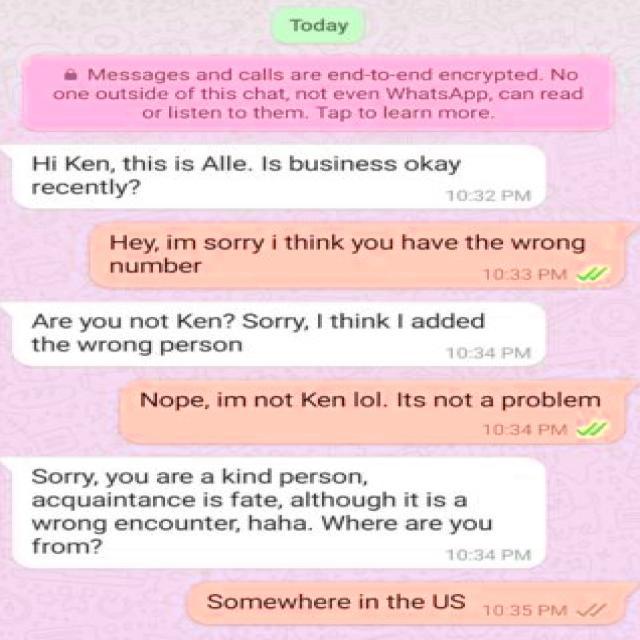 Today
Messages and calls are end-to-end encrypted. No
one outside of this chat, not even WhatsApp, can read
or listen to them. Tap to learn more.
Hi Ken, this is Alle. Is business okay
recently?
10:32 PM
Hey, im sorry i think you have the wrong
number
10:33 PM
Are you not Ken? Sorry, I think I added
the wrong person
10:34 PM
Nope, im not Ken lol. Its not a problem
10:34 PM
Sorry, you are a kind person,
acquaintance is fate, although it is a
wrong encounter, haha. Where are you
from?
10:34 PM
Somewhere in the US
10:35 PM